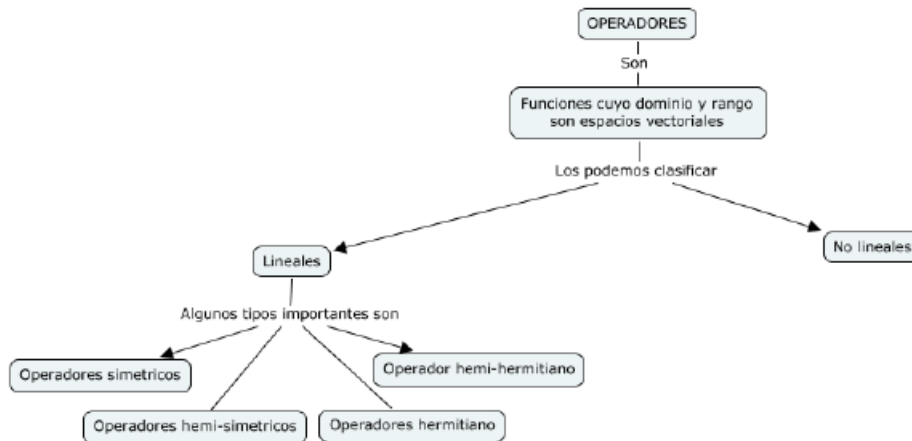 OPERADORES
Son
Funciones cuyo dominio y rango
son espacios vectoriales
Los podemos clasificar
Lineales
No lineales
Algunos tipos importantes son
Operadores simetricos
Operador hemi-hermitiano
Operadores hemi-simetricos
Operadores hermitiano